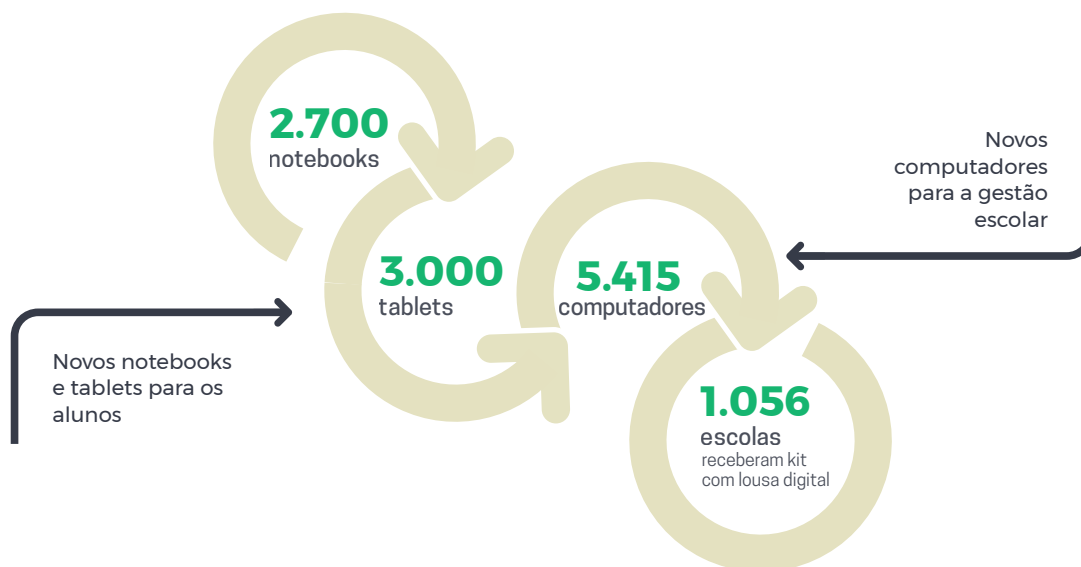 2.700
notebooks
3.000
tablets
5.415
computadores
1.056
escolas
receberam kit
com lousa digital
Novos
computadores
para a gestão
escolar
Novos notebooks
e tablets para os
alunos